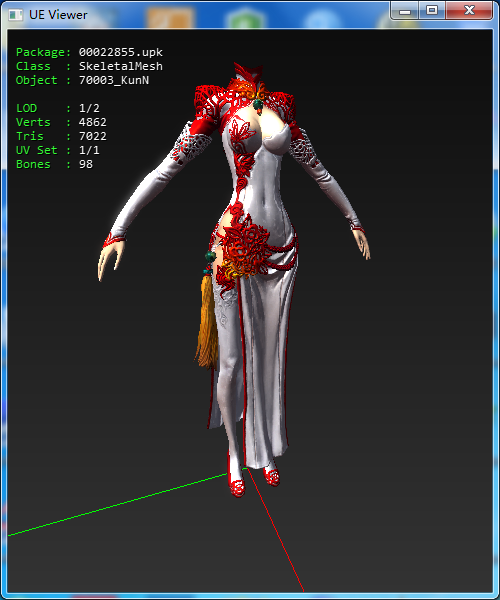 UE Viewer
Package: 00022855.upk
Class : SkeletalMesh
Object : 70003_KunN
LOD : 1/2
Verts : 4862
Tris : 7022
UV Set : 1/1
Bones : 98